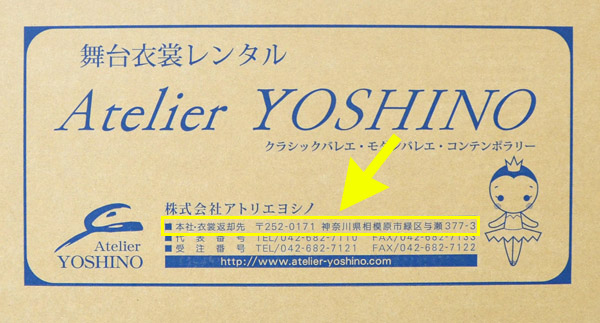 舞台衣裳レンタル
Atelier YOSHINO
クラシックバレエ・モダンバレエ・コンテンポラリー
株式会社アトリエヨシノ
■本社・衣裳返却先 〒252-0171 神奈川県相模原市緑区与瀬377-3
■代表番号 TEL/042-682-7110 FAX/042-682-7133
■受注番号 TEL/042-682-7121 FAX/042-682-7122
http://www.atelier-yoshino.com
Atelier
YOSHINO